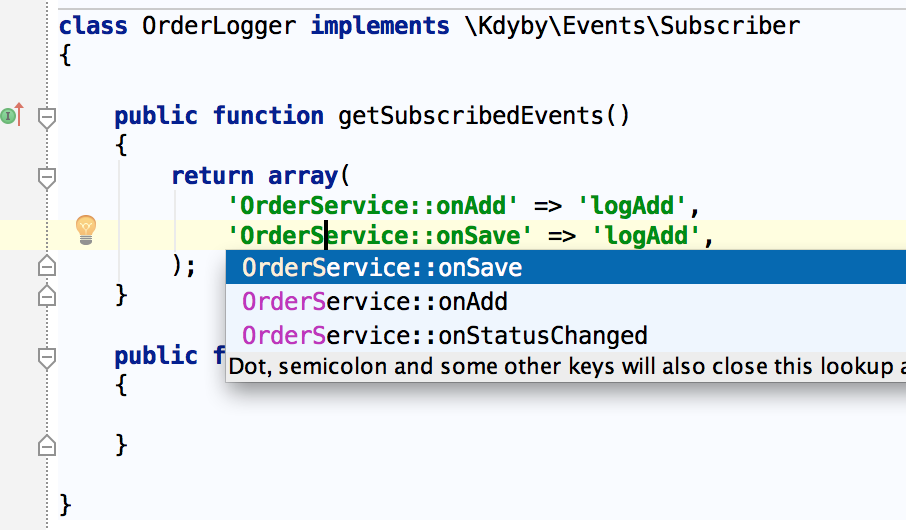 class OrderLogger implements \Kdyby\Events\Subscriber
{
I
public function getSubscribedEvents()
{
return array(
'OrderService::onAdd' => 'logAdd',
'OrderService::onSave' => 'logAdd',
);
OrderService::onSave
OrderService::onAdd
}
OrderService::onStatusChanged
public f
Dot, semicolon and some other keys will also close this lookup a
{
}
}